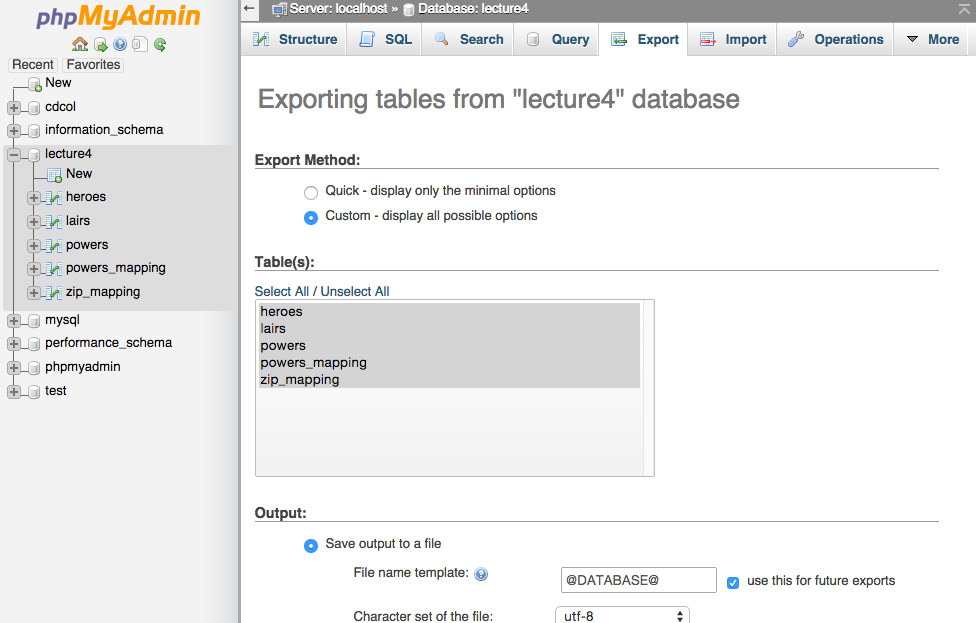 phpMyAdmin
Recent Favorites
New
cdcol
information_schema
lecture4
New
heroes
lairs
powers
powers_mapping
zip_mapping
mysql
performance_schema
phpmyadmin
test
Server: localhost » Database: lecture4
Structure SQL Search Query Export Import Operations More
Exporting tables from "lecture4" database
Export Method:
Quick - display only the minimal options
Custom - display all possible options
Table(s):
Select All / Unselect All
heroes
lairs
powers
powers_mapping
zip_mapping
Output:
Save output to a file
File name template: @DATABASE@ use this for future exports
Character set of the file: utf-8